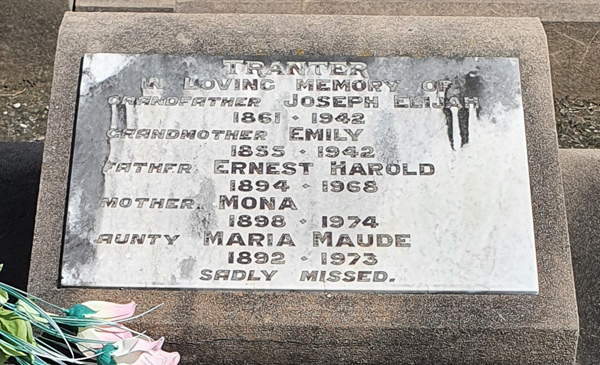 TRANTER
IN LOVING MEMORY OF
GRANDFATHER JOSEPH ELIJAH
1861 · 1942
GRANDMOTHER EMILY
1855 · 1942
FATHER ERNEST HAROLD
1894 · 1968
MOTHER. MONA
1898 · 1974
AUNTY MARIA MAUDE
1892 · 1973
SADLY MISSED.